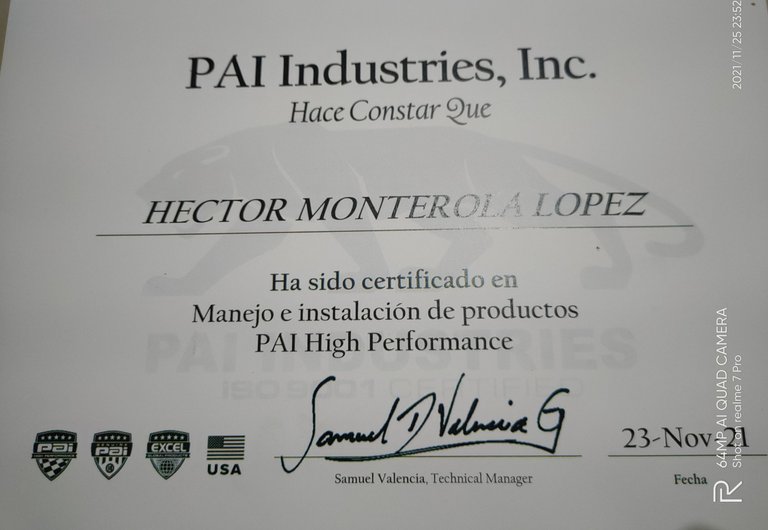 PAI Industries, Inc.
Hace Constar Que
HECTOR MONTEROLA LOPEZ
Ha sido certificado en
Manejo e instalación de productos
PAI High Performance
PAI INDUSTRIES
ISO 9001 CERTIFIED
Samuel D Valencia G
23-Nov-21
Samuel Valencia, Technical Manager
Fecha
pai
pai
EXCEL
USA
2021/11/25 23:52
64MP AI QUAD CAMERA
Shot on realme 7 Pro
R